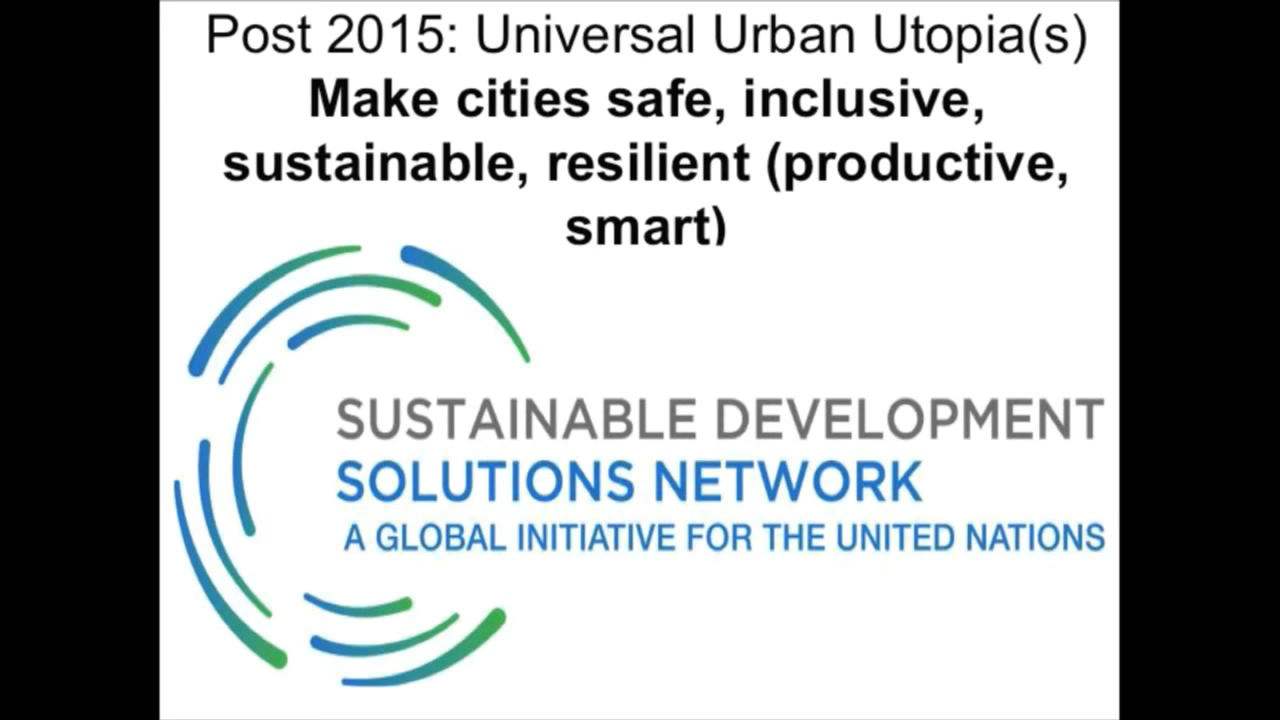 Post 2015: Universal Urban Utopia(s)
Make cities safe, inclusive,
sustainable, resilient (productive,
smart)
SUSTAINABLE DEVELOPMENT
SOLUTIONS NETWORK
A GLOBAL INITIATIVE FOR THE UNITED NATIONS